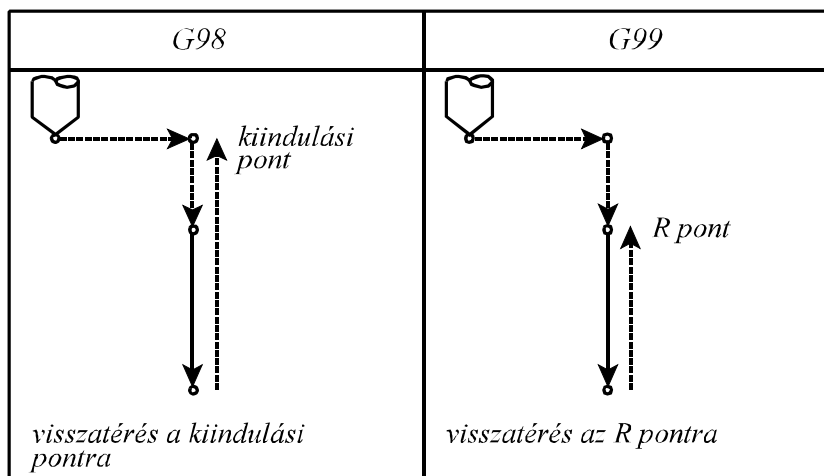 G98
G99
kiindulási
pont
R pont
visszatérés a kiindulási
pontra
visszatérés az R pontra